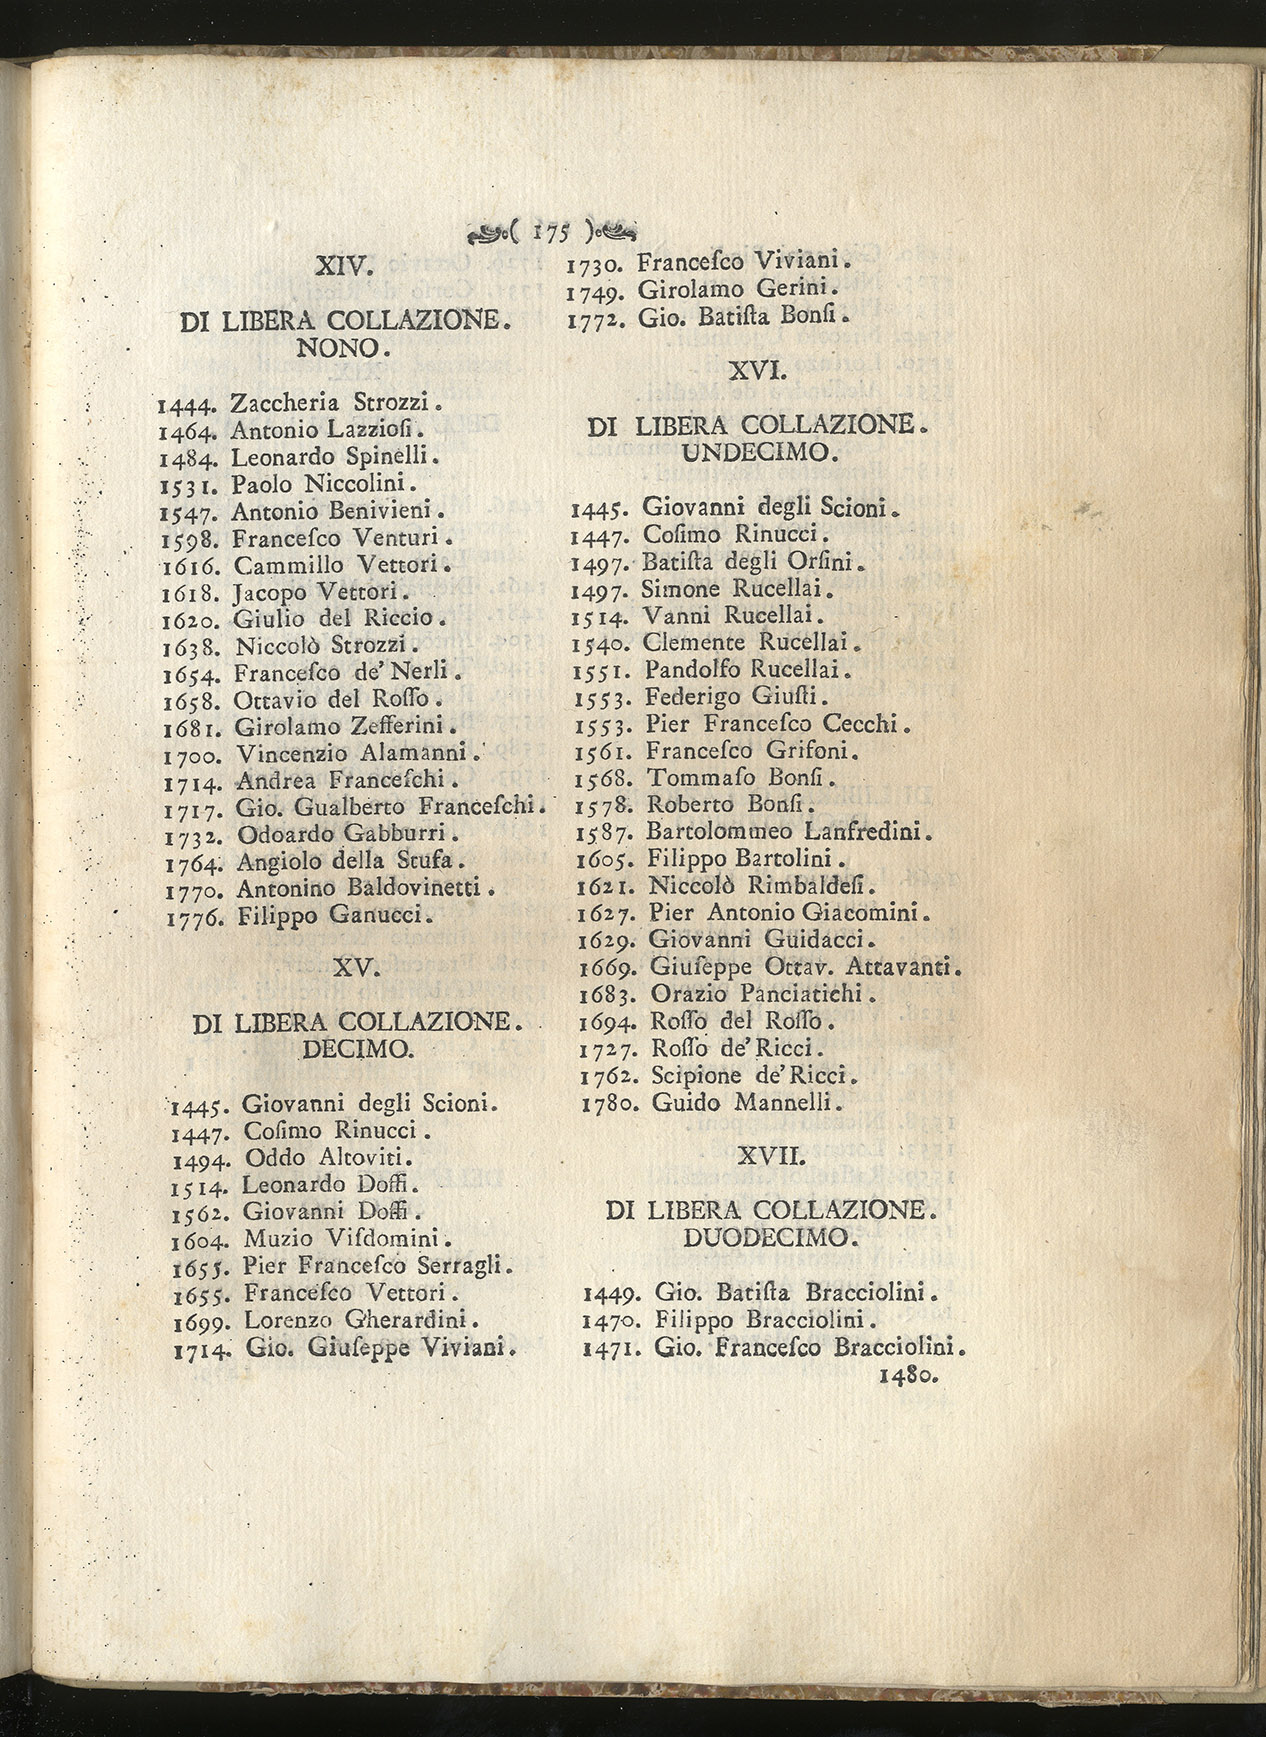 ( 175 )
XIV.
DI LIBERA COLLAZIONE.
NONO.
1444. Zaccheria Strozzi.
1464. Antonio Lazzioſi.
1484. Leonardo Spinelli.
1531. Paolo Niccolini.
1547. Antonio Benivieni.
1598. Franceſco Venturi.
1616. Cammillo Vettori.
1618. Jacopo Vettori.
1620. Giulio del Riccio.
1638. Niccolò Strozzi.
1654. Franceſco de' Nerli.
1658. Ottavio del Roſſo.
1681. Girolamo Zefferini.
1700. Vincenzio Alamanni.
1714. Andrea Franceſchi.
1717. Gio. Gualberto Franceſchi.
1732. Odoardo Gabburri.
1764. Angiolo della Stufa.
1770. Antonino Baldovinetti.
1776. Filippo Ganucci.
XV.
DI LIBERA COLLAZIONE.
DECIMO.
1445. Giovanni degli Scioni.
1447. Coſimo Rinucci.
1494. Oddo Altoviti.
1514. Leonardo Doffi.
1562. Giovanni Doffi.
1604. Muzio Viſdomini.
1655. Pier Franceſco Serragli.
1655. Franceſco Vettori.
1699. Lorenzo Gherardini.
1714. Gio. Giuſeppe Viviani.
1730. Franceſco Viviani.
1749. Girolamo Gerini.
1772. Gio. Batiſta Bonſi.
XVI.
DI LIBERA COLLAZIONE.
UNDECIMO.
1445. Giovanni degli Scioni.
1447. Coſimo Rinucci.
1497. Batiſta degli Orſini.
1497. Simone Rucellai.
1514. Vanni Rucellai.
1540. Clemente Rucellai.
1551. Pandolfo Rucellai.
1553. Federigo Giuſti.
1553. Pier Franceſco Cecchi.
1561. Franceſco Grifoni.
1568. Tommaſo Bonſi.
1578. Roberto Bonſi.
1587. Bartolommeo Lanfredini.
1605. Filippo Bartolini.
1621. Niccolò Rimbaldeſi.
1627. Pier Antonio Giacomini.
1629. Giovanni Guidacci.
1669. Giuſeppe Ottav. Attavanti.
1683. Orazio Panciatichi.
1694. Roſſo del Roſſo.
1727. Roſſo de' Ricci.
1762. Scipione de' Ricci.
1780. Guido Mannelli.
XVII.
DI LIBERA COLLAZIONE.
DUODECIMO.
1449. Gio. Batiſta Bracciolini.
1470. Filippo Bracciolini.
1471. Gio. Franceſco Bracciolini.
1480.